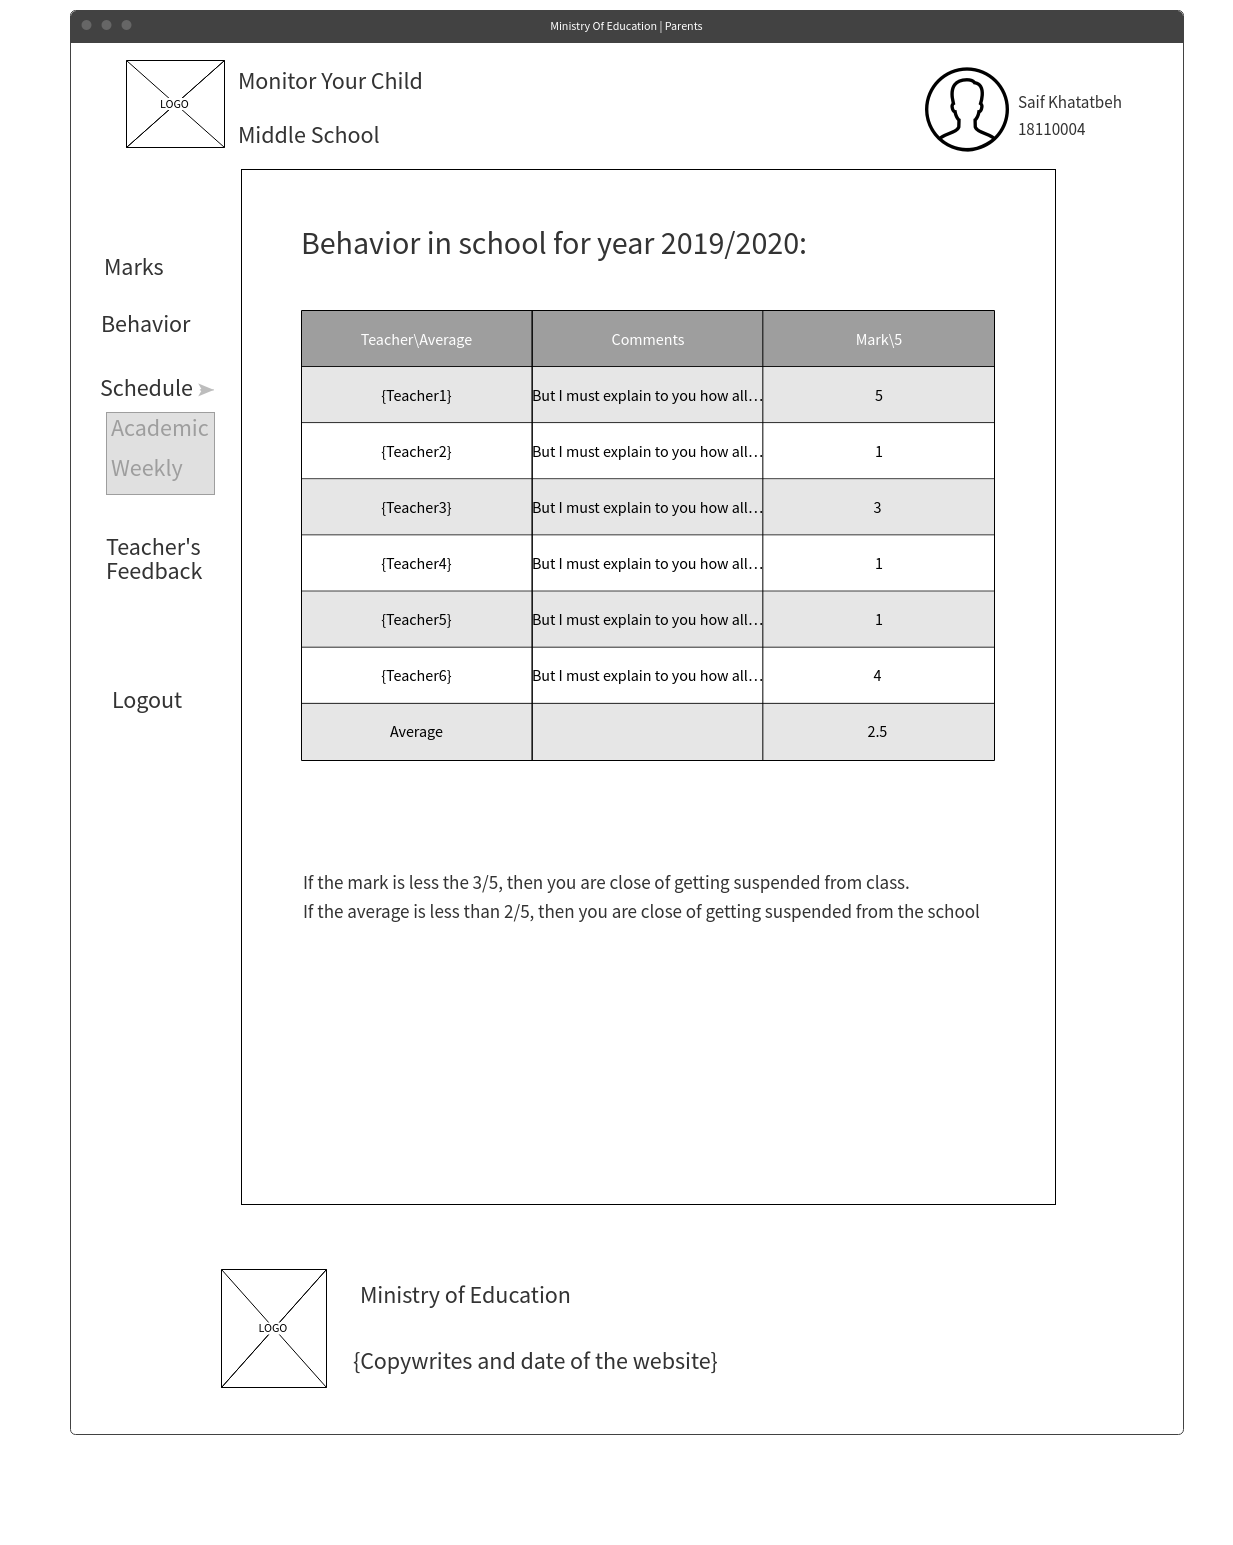 Ministry Of Education | Parents
LOGO
Monitor Your Child
Middle School
Saif Khatatbeh
18110004
Marks
Behavior
Schedule
Academic
Weekly
Teacher's
Feedback
Logout
Behavior in school for year 2019/2020:
Teacher\Average Comments Mark\5
{Teacher1} But I must explain to you how all... 5
{Teacher2} But I must explain to you how all... 1
{Teacher3} But I must explain to you how all... 3
{Teacher4} But I must explain to you how all... 1
{Teacher5} But I must explain to you how all... 1
{Teacher6} But I must explain to you how all... 4
Average 2.5
If the mark is less the 3/5, then you are close of getting suspended from class.
If the average is less than 2/5, then you are close of getting suspended from the school
LOGO
Ministry of Education
{Copywrites and date of the website}